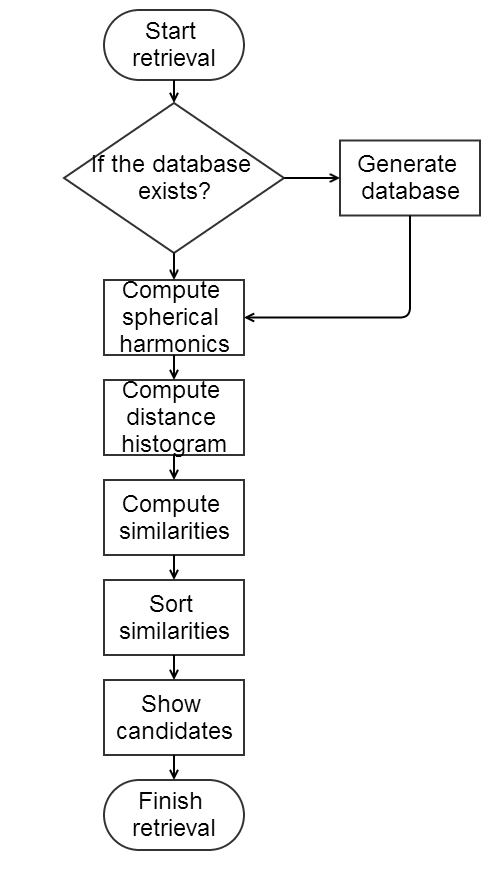 Start
retrieval
If the database
exists?
Generate
database
Compute
spherical
harmonics
Compute
distance
histogram
Compute
similarities
Sort
similarities
Show
candidates
Finish
retrieval